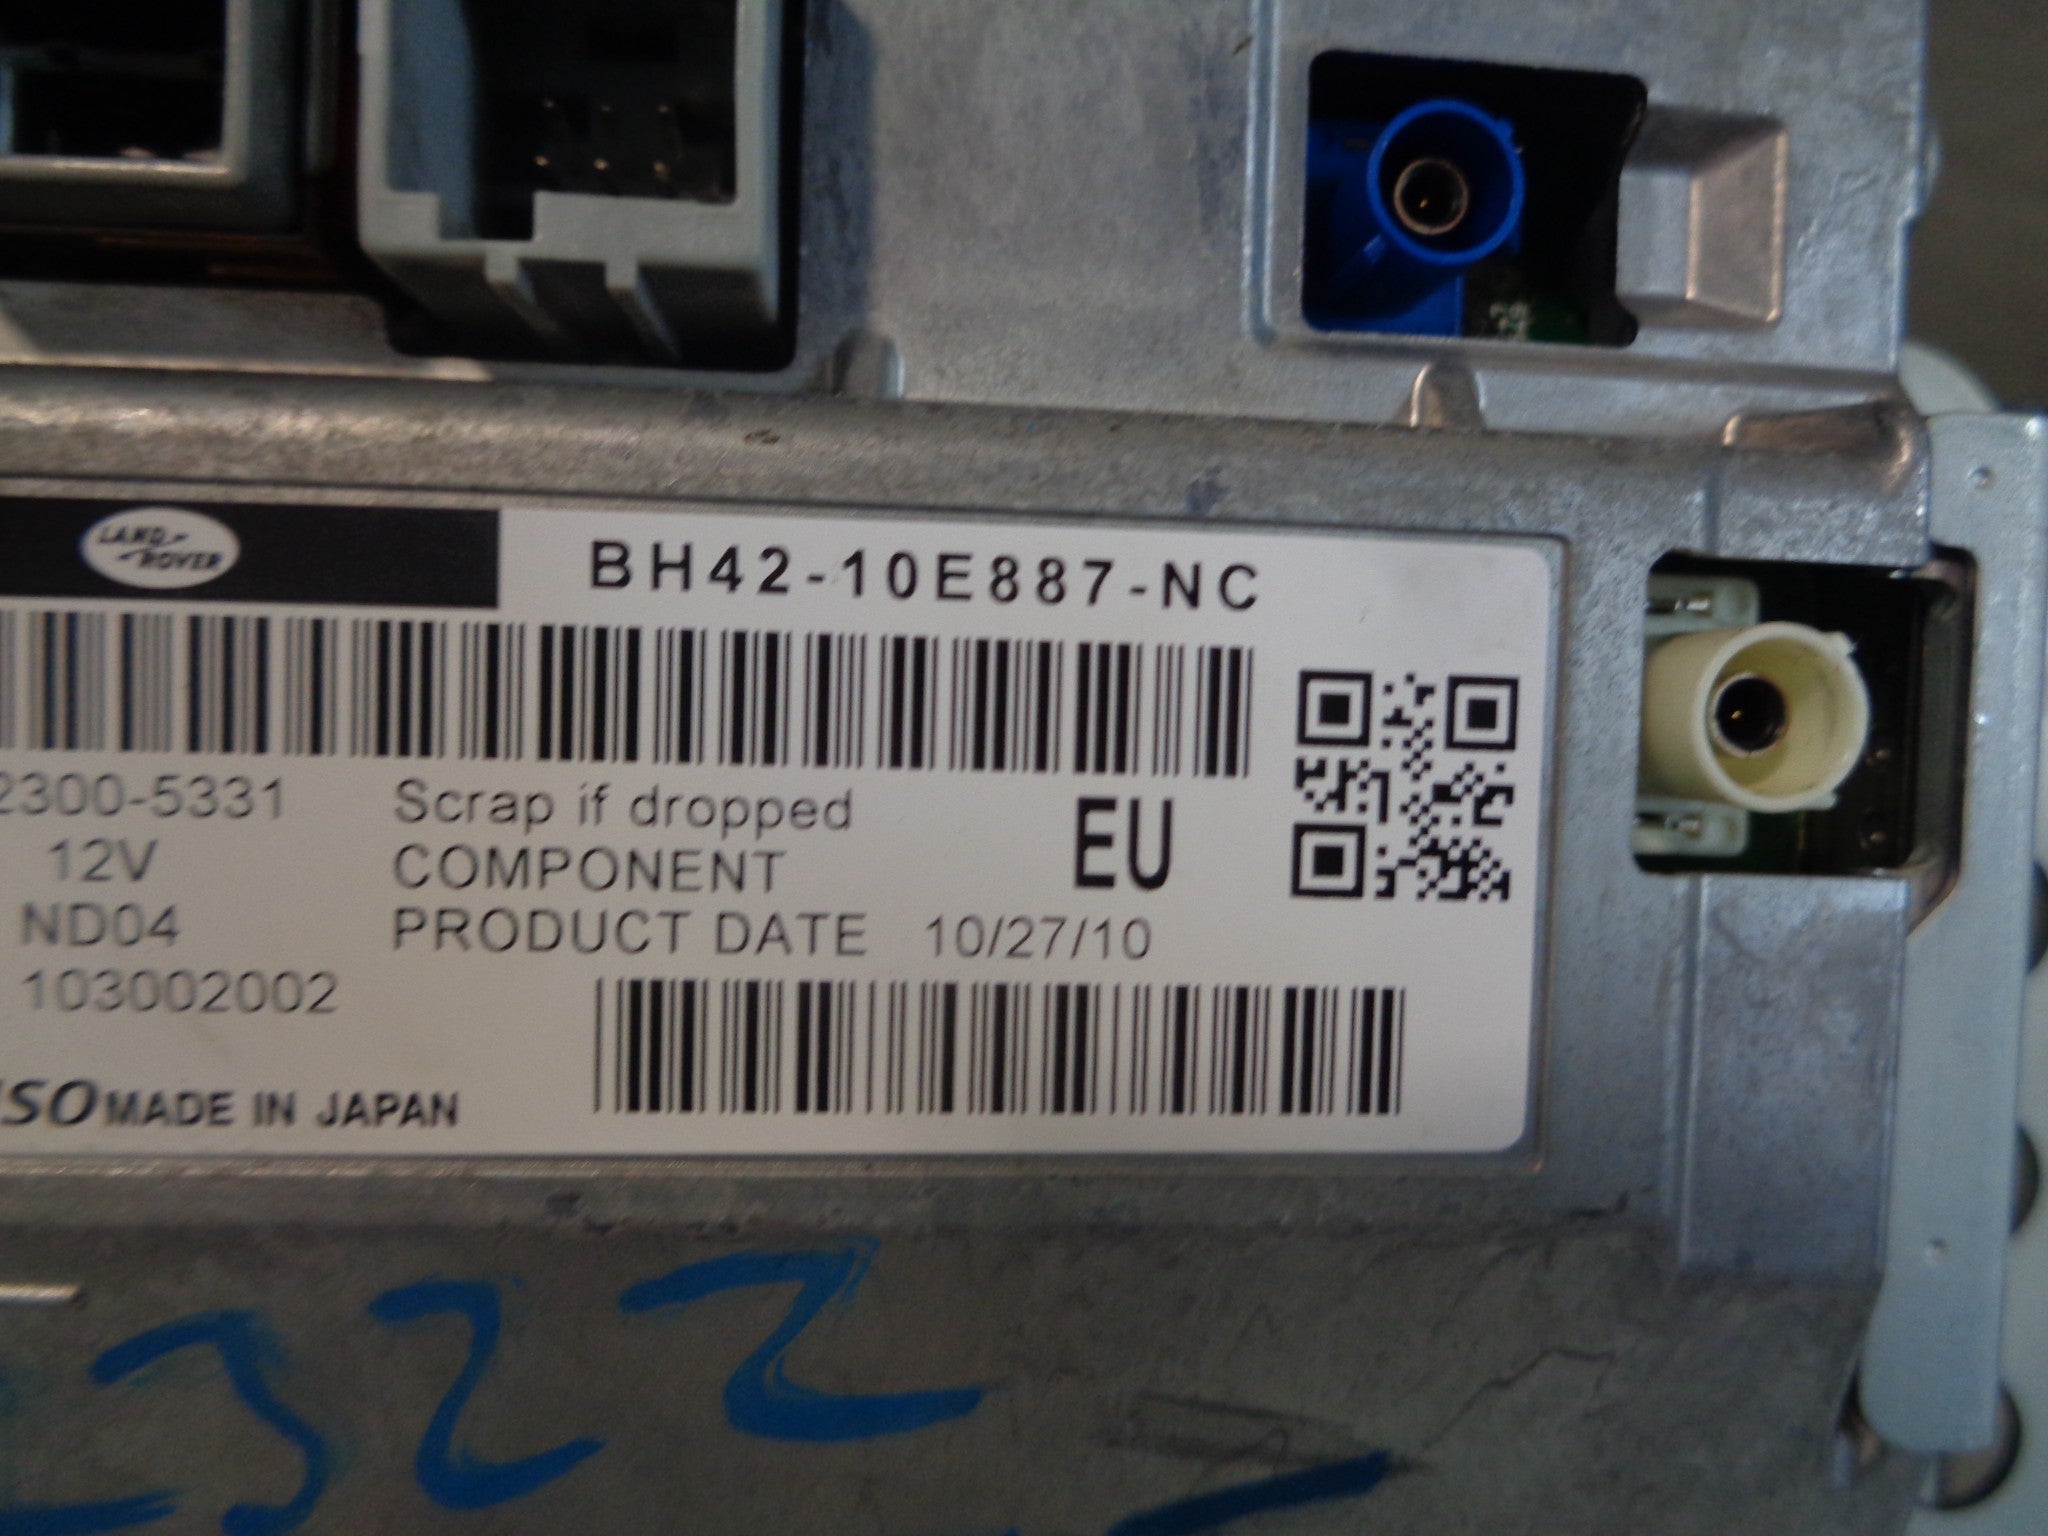 LAND ROVER
BH42-10E887-NC
2300-5331
Scrap if dropped
EU
12V
COMPONENT
ND04
PRODUCT DATE 10/27/10
103002002
MADE IN JAPAN
322